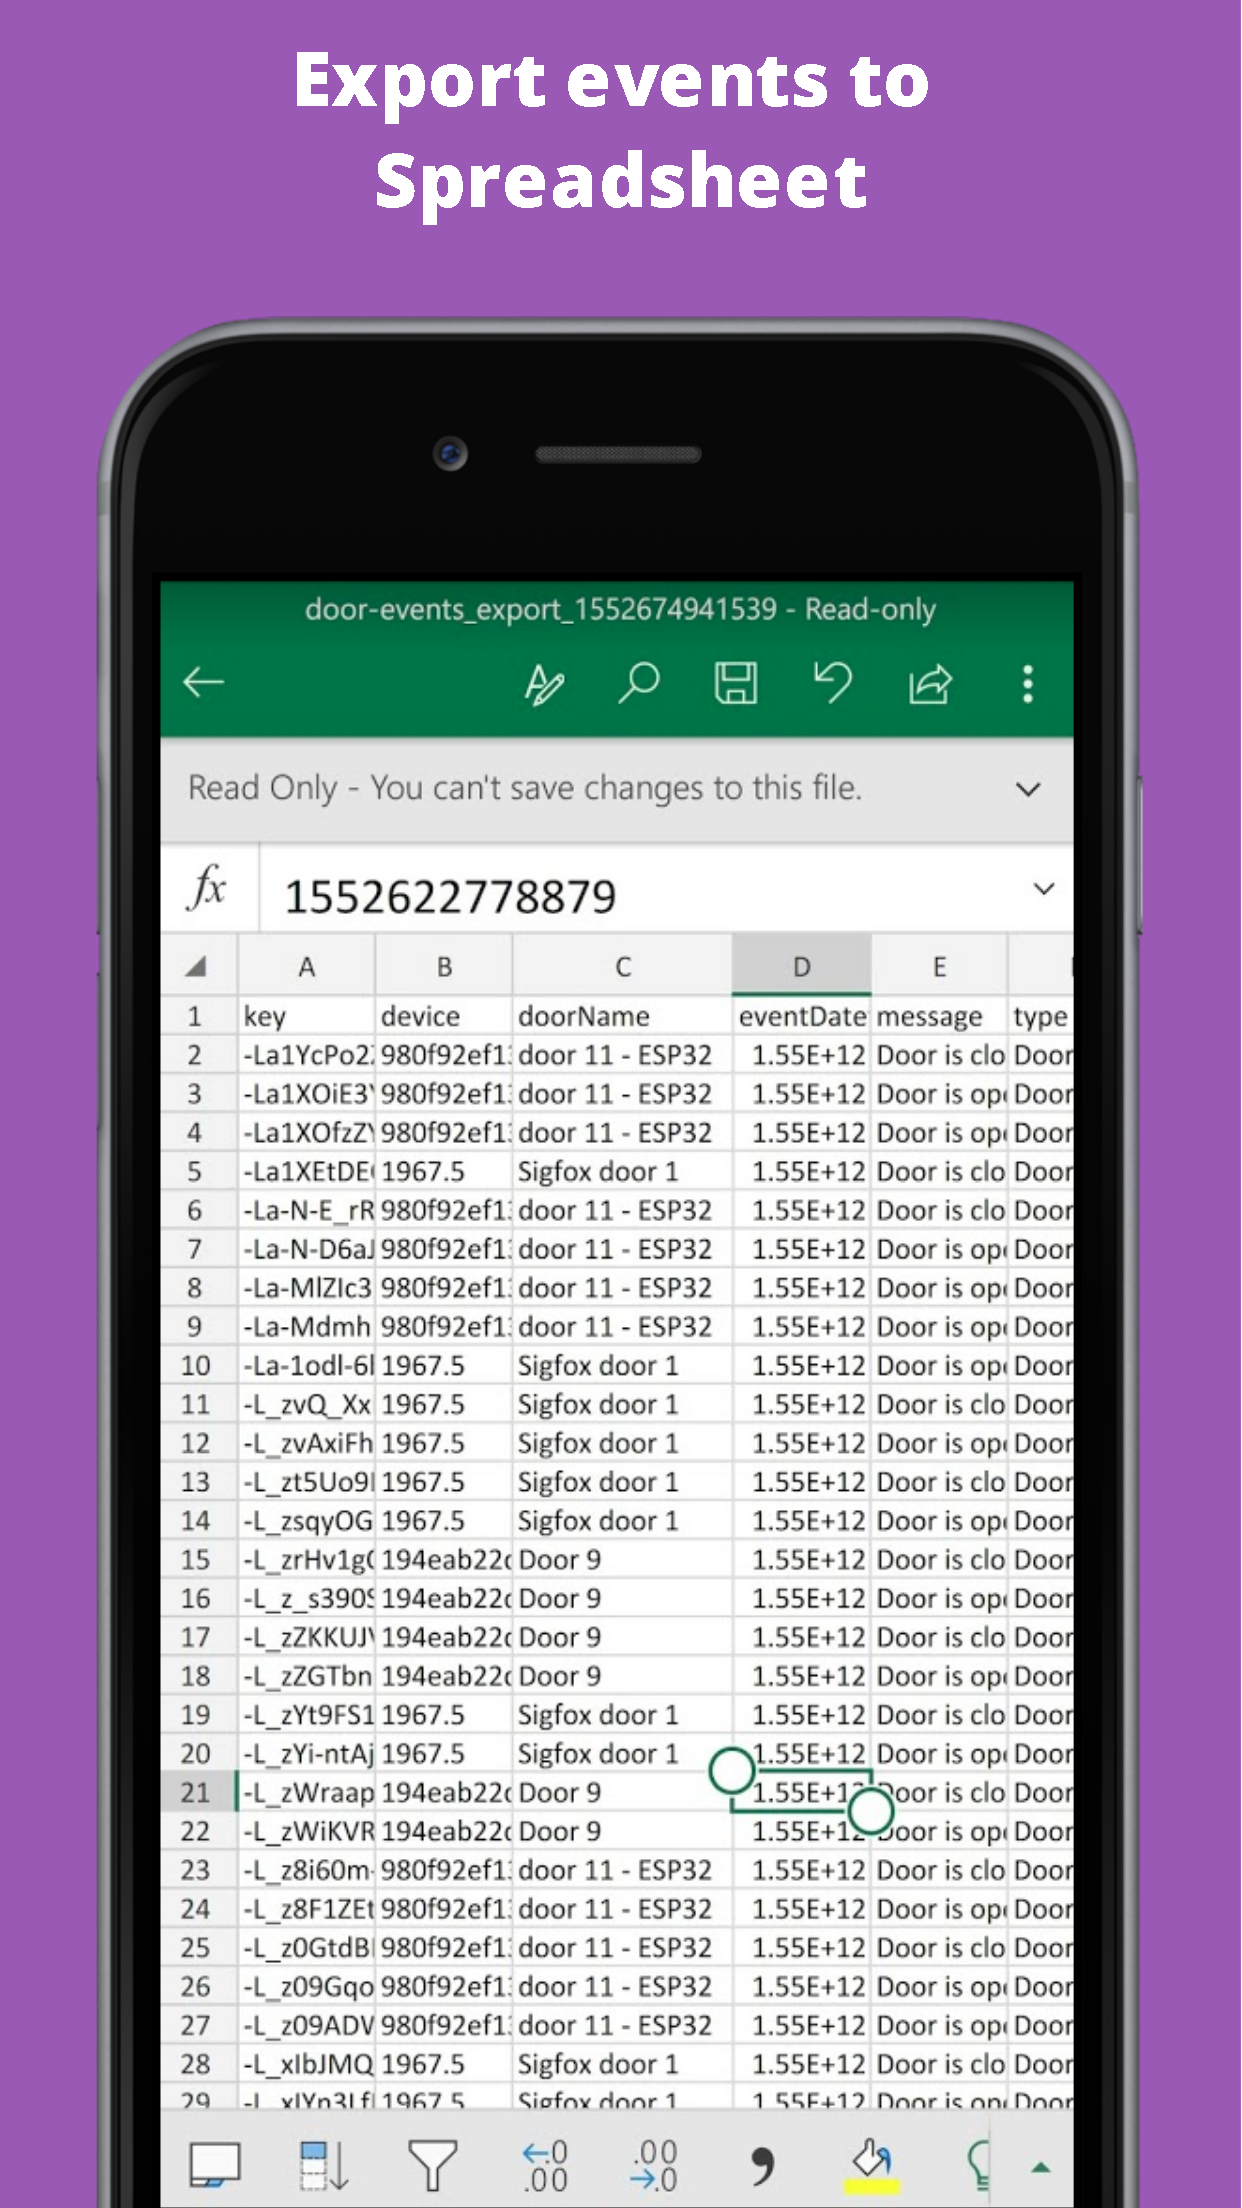 Export events to
Spreadsheet
door-events_export_1552674941539 - Read-only
Read Only - You can't save changes to this file.
fx 1552622778879
A B C D E
1 key device doorName eventDate message type
2 -La1YcPo2 980f92ef1 door 11 - ESP32 1.55E+12 Door is clo Door
3 -La1XOiE3 980f92ef1 door 11 - ESP32 1.55E+12 Door is op Door
4 -La1XOfzZ 980f92ef1 door 11 - ESP32 1.55E+12 Door is op Door
5 -La1XEtDE 1967.5 Sigfox door 1 1.55E+12 Door is clo Door
6 -La-N-E_rR 980f92ef1 door 11 - ESP32 1.55E+12 Door is clo Door
7 -La-N-D6a 980f92ef1 door 11 - ESP32 1.55E+12 Door is op Door
8 -La-MlZIc3 980f92ef1 door 11 - ESP32 1.55E+12 Door is op Door
9 -La-Mdmh 980f92ef1 door 11 - ESP32 1.55E+12 Door is op Door
10 -La-1odl-6 1967.5 Sigfox door 1 1.55E+12 Door is op Door
11 -L_zvQ_Xx 1967.5 Sigfox door 1 1.55E+12 Door is clo Door
12 -L_zvAxiFh 1967.5 Sigfox door 1 1.55E+12 Door is op Door
13 -L_zt5Uo9 1967.5 Sigfox door 1 1.55E+12 Door is clo Door
14 -L_zsqyOG 1967.5 Sigfox door 1 1.55E+12 Door is op Door
15 -L_zrHv1g 194eab22 Door 9 1.55E+12 Door is clo Door
16 -L_z_s390 194eab22 Door 9 1.55E+12 Door is op Door
17 -L_zZKKUJ 194eab22 Door 9 1.55E+12 Door is clo Door
18 -L_zZGTbn 194eab22 Door 9 1.55E+12 Door is op Door
19 -L_zYt9FS1 1967.5 Sigfox door 1 1.55E+12 Door is clo Door
20 -L_zYi-ntAj 1967.5 Sigfox door 1 1.55E+12 Door is op Door
21 -L_zWraap 194eab22 Door 9 1.55E+1 oor is clo Door
22 -L_zWiKVR 194eab22 Door 9 1.55E+12 Door is op Door
23 -L_z8i60m 980f92ef1 door 11 - ESP32 1.55E+12 Door is clo Door
24 -L_z8F1ZEt 980f92ef1 door 11 - ESP32 1.55E+12 Door is op Door
25 -L_z0GtdB 980f92ef1 door 11 - ESP32 1.55E+12 Door is clo Door
26 -L_z09Gqo 980f92ef1 door 11 - ESP32 1.55E+12 Door is op Door
27 -L_z09ADV 980f92ef1 door 11 - ESP32 1.55E+12 Door is op Door
28 -L_xIbJMQ 1967.5 Sigfox door 1 1.55E+12 Door is clo Door
29 1967.5 Sigfox door 1 1.55E+12 Door is op Door
.0 .00 .00 .0